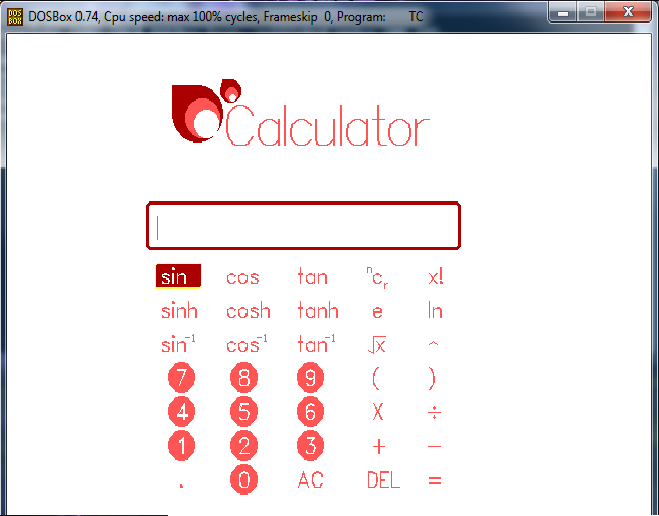 DOSBox 0.74, Cpu speed: max 100% cycles, Frameskip 0, Program: TC
Calculator
sin cos tan ⁿCᵣ x!
sinh cosh tanh e ln
sin⁻¹ cos⁻¹ tan⁻¹ √x ^
7 8 9 ( )
4 5 6 X ÷
1 2 3 + −
. 0 AC DEL =